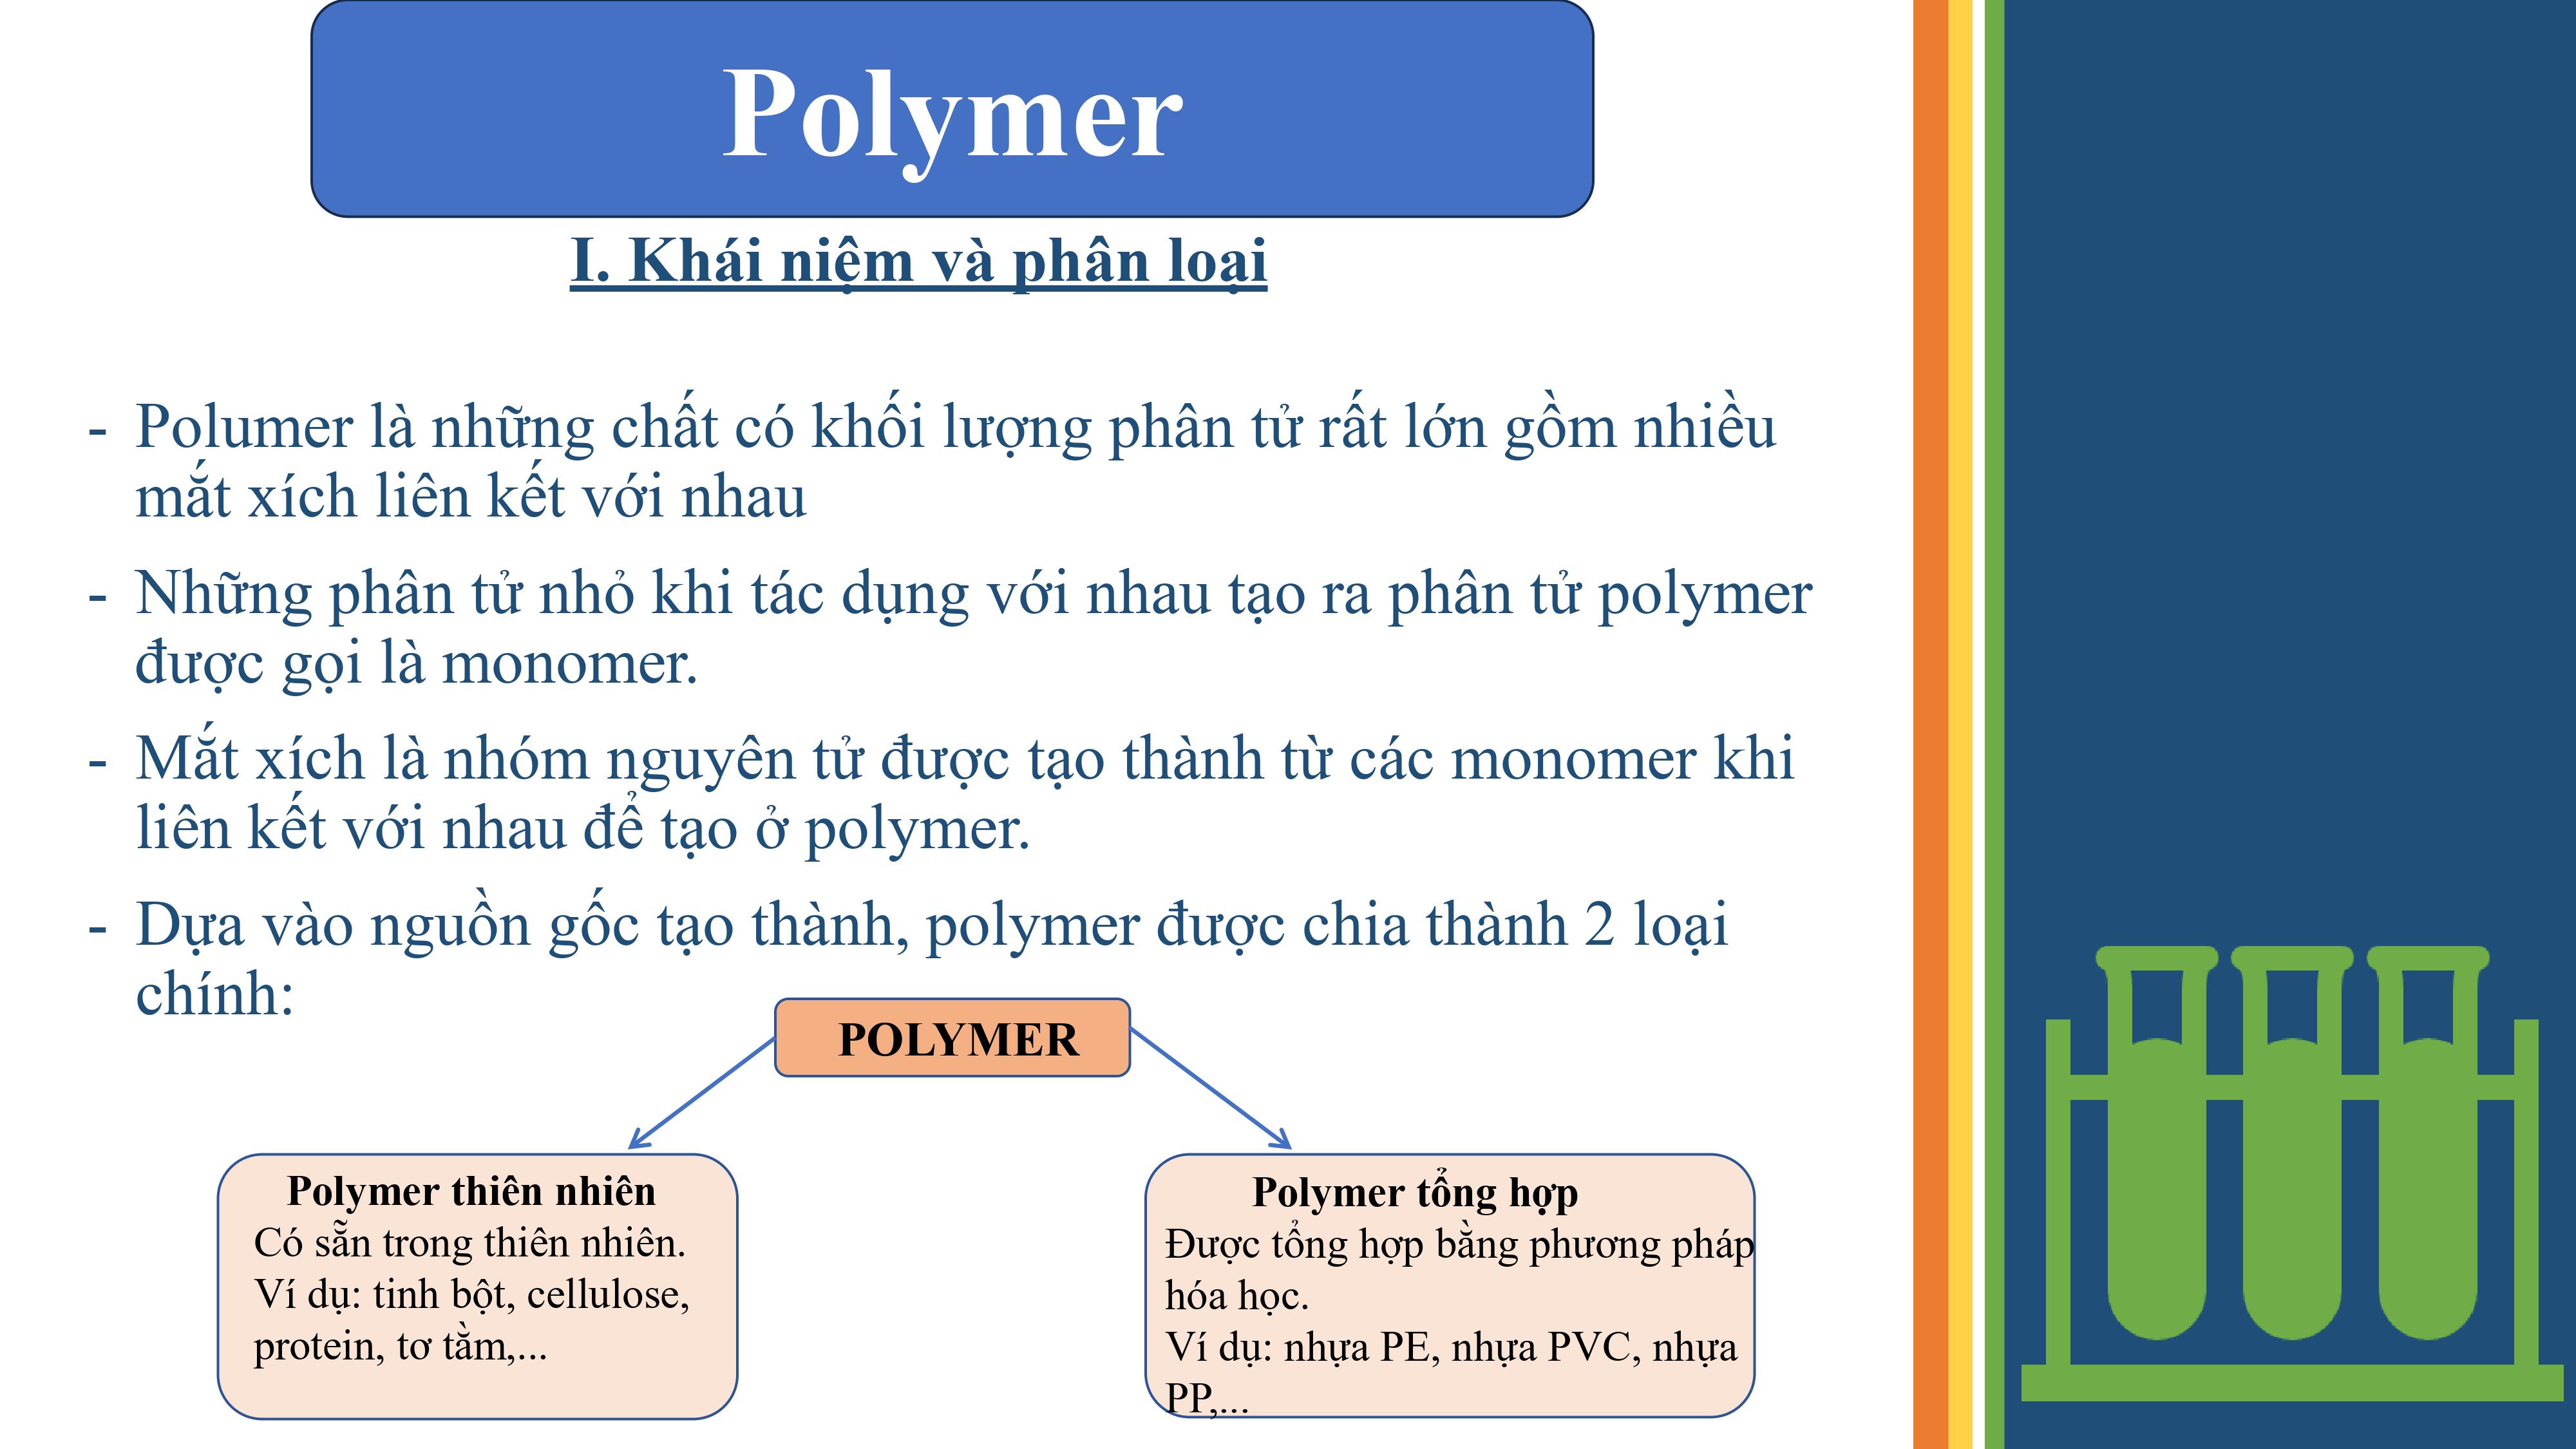 Polymer
I. Khái niệm và phân loại
- Polumer là những chất có khối lượng phân tử rất lớn gồm nhiều
mắt xích liên kết với nhau
- Những phân tử nhỏ khi tác dụng với nhau tạo ra phân tử polymer
được gọi là monomer.
- Mắt xích là nhóm nguyên tử được tạo thành từ các monomer khi
liên kết với nhau để tạo ở polymer.
- Dựa vào nguồn gốc tạo thành, polymer được chia thành 2 loại
chính:
POLYMER
Polymer thiên nhiên
Có sẵn trong thiên nhiên.
Ví dụ: tinh bột, cellulose,
protein, tơ tằm,...
Polymer tổng hợp
Được tổng hợp bằng phương pháp
hóa học.
Ví dụ: nhựa PE, nhựa PVC, nhựa
PP,...